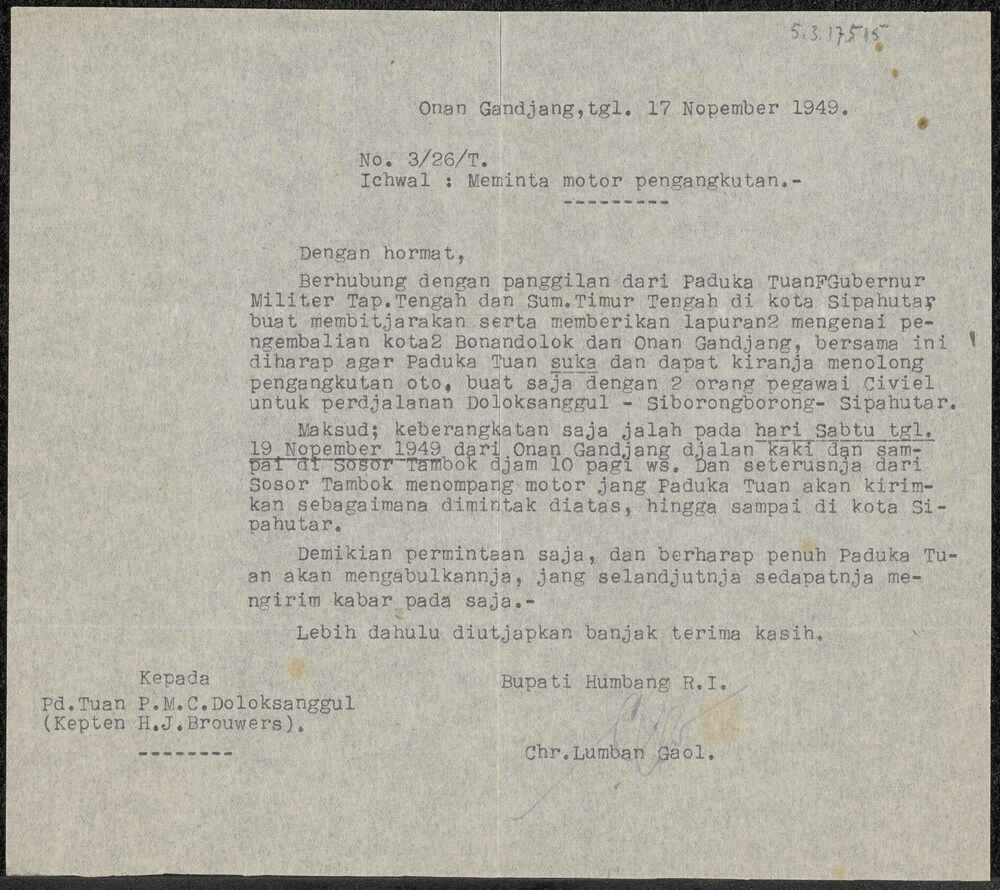 5.3.17515
Onan Gandjang,tgl. 17 Nopember 1949.
No. 3/26/T.
Ichwal : Meminta motor pengangkutan.-
---------
Dengan hormat,
Berhubung dengan panggilan dari Paduka TuanFGubernur
Militer Tap.Tengah dan Sum.Timur Tengah di kota Sipahutar
buat membitjarakan serta memberikan lapuran2 mengenai pe-
ngembalian kota2 Bonandolok dan Onan Gandjang, bersama ini
diharap agar Paduka Tuan suka dan dapat kiranja menolong
pengangkutan oto, buat saja dengan 2 orang pegawai Civiel
untuk perdjalanan Doloksanggul - Siborongborong- Sipahutar.
Maksud; keberangkatan saja jalah pada hari Sabtu tgl.
19 Nopember 1949 dari Onan Gandjang djalan kaki dan sam-
pai di Sosor Tambok djam 10 pagi ws. Dan seterusnja dari
Sosor Tambok menompang motor jang Paduka Tuan akan kirim-
kan sebagaimana dimintak diatas, hingga sampai di kota Si-
pahutar.
Demikian permintaan saja, dan berharap penuh Paduka Tu-
an akan mengabulkannja, jang selandjutnja sedapatnja me-
ngirim kabar pada saja.-
Lebih dahulu diutjapkan banjak terima kasih.
Kepada
Pd.Tuan P.M.C.Doloksanggul
(Kepten H.J.Brouwers).
--------
Bupati Humbang R.I.
Chr.Lumban Gaol.